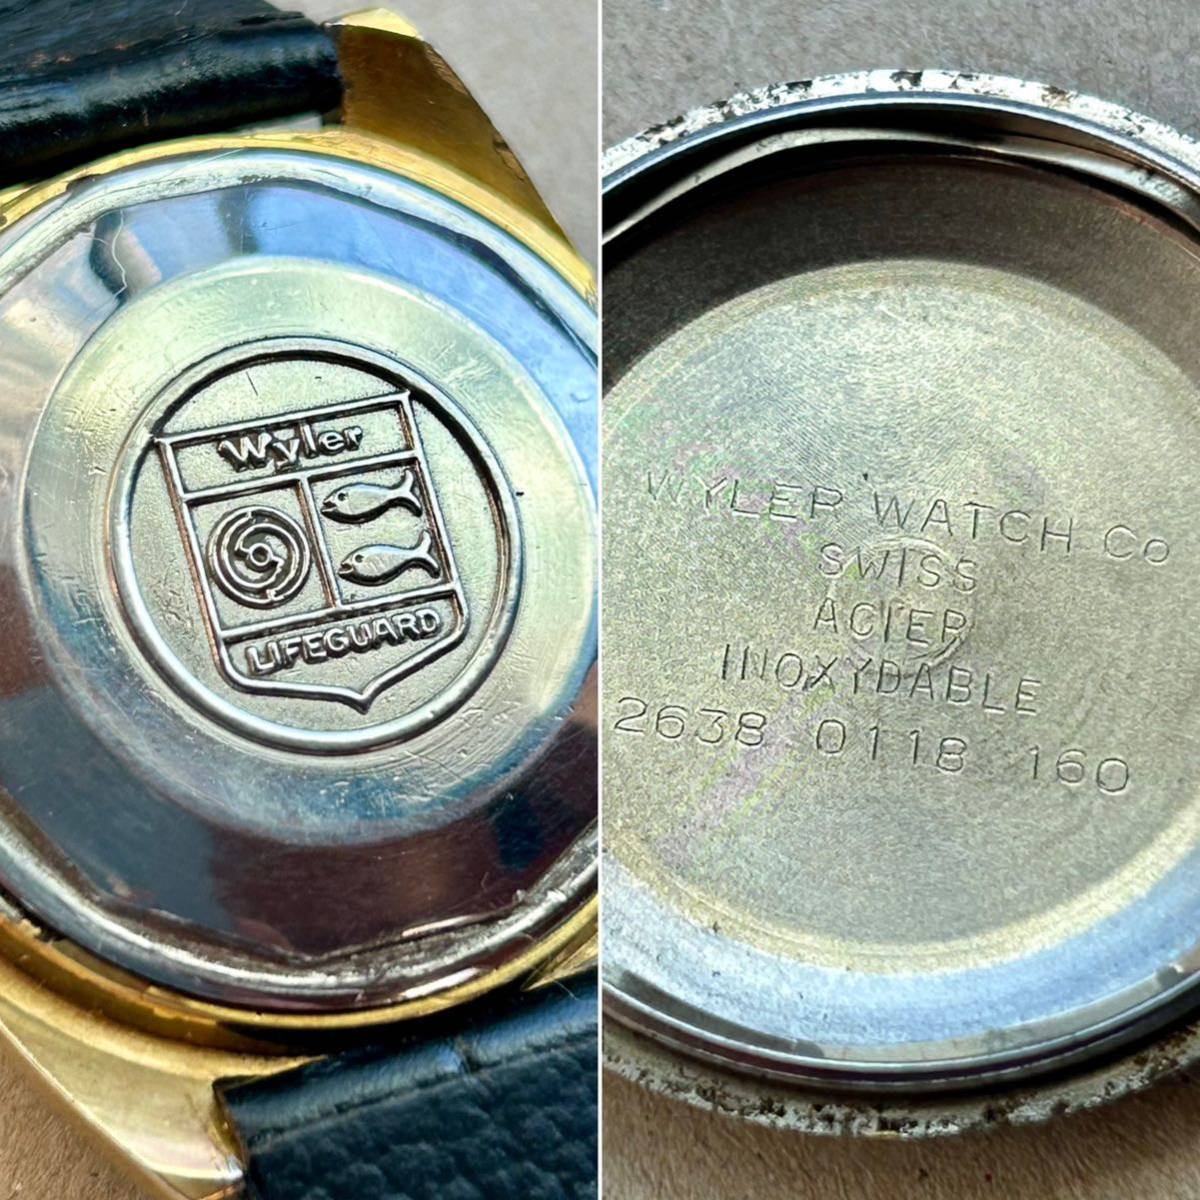 Wyler
LIFEGUARD
WYLER WATCH Co
SWISS
ACIER
INOXYDABLE
2638 0118 160